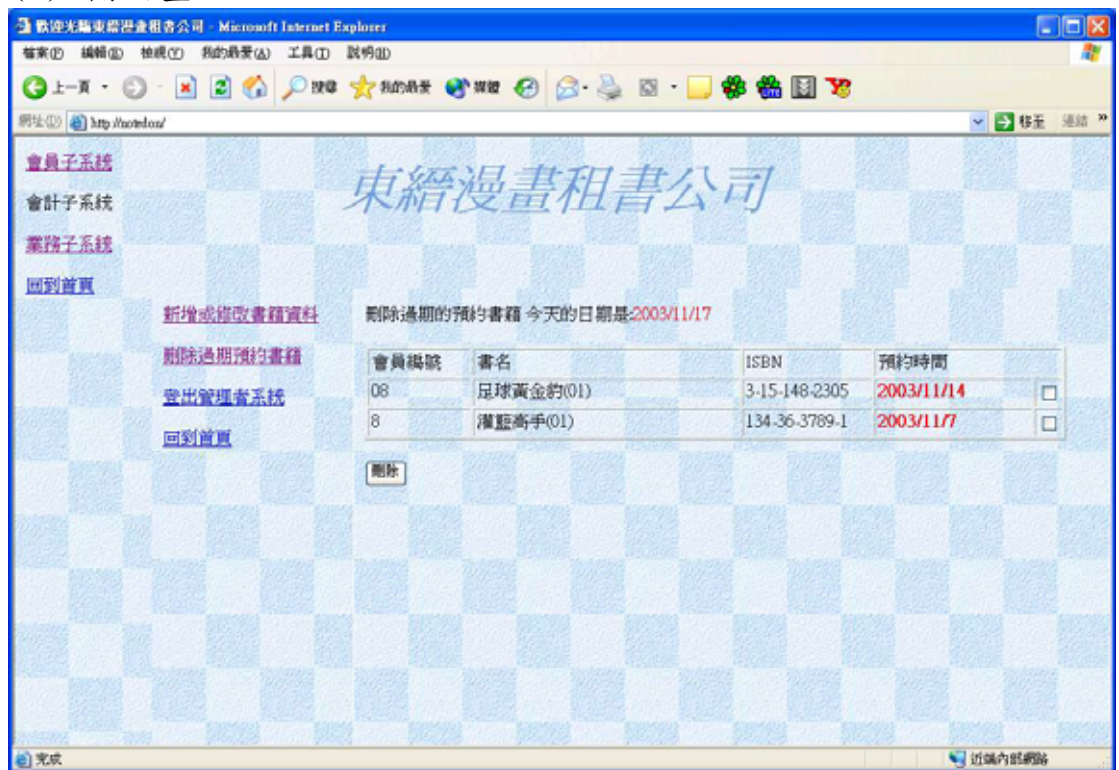 歡迎光臨東縉漫畫租書公司 - Microsoft Internet Explorer
檔案(F) 編輯(E) 檢視(V) 我的最愛(A) 工具(T) 說明(H)
上一頁 搜尋 我的最愛 媒體
網址(D) 移至 連結 »
會員子系統
東縉漫畫租書公司
會計子系統
業務子系統
回到首頁
新增或修改書籍資料
刪除過期的預約書籍 今天的日期是:2003/11/17
刪除過期預約書籍
會員編號 書名 ISBN 預約時間
登出管理者系統
08 足球黃金豹(01) 3-15-148-2305 2003/11/14
8 灌籃高手(01) 134-36-3789-1 2003/11/7
回到首頁
刪除
完成 近端內部網路